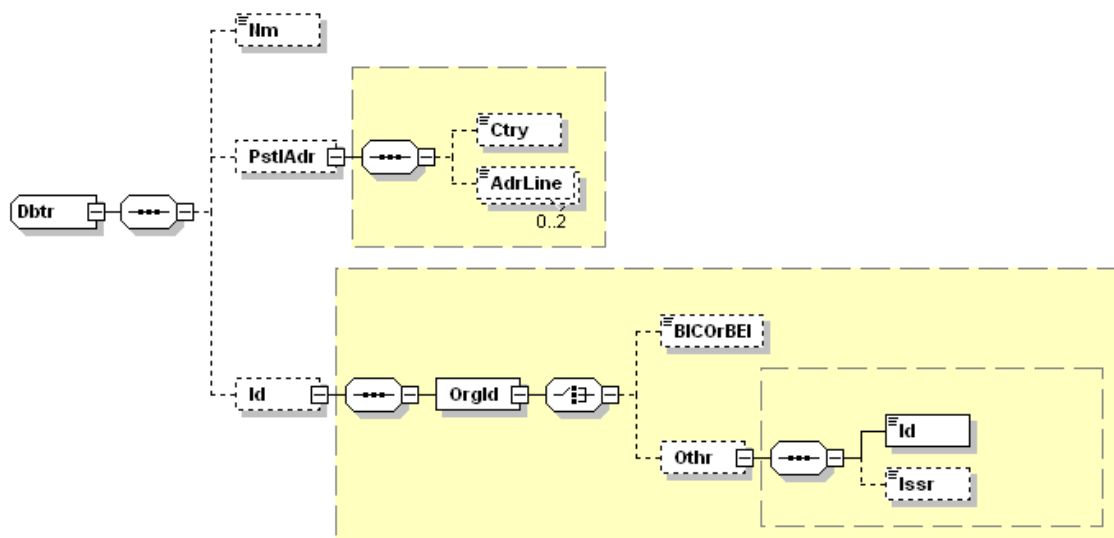 Nm
Ctry
PstlAdr
AdrLine
0..2
Dbtr
BICOrBEI
Id
OrgId
Id
Othr
Issr